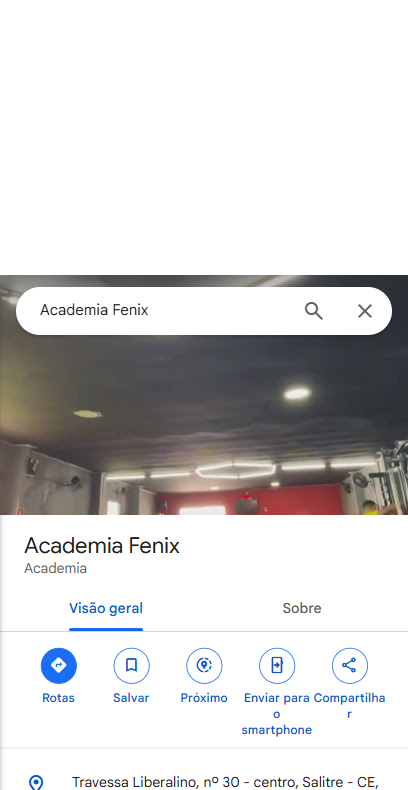 Academia Fenix
Academia Fenix
Academia
Visão geral
Sobre
Rotas
Salvar
Próximo
Enviar para
o
smartphone
Compartilha
r
Travessa Liberalino, nº 30 - centro, Salitre - CE,